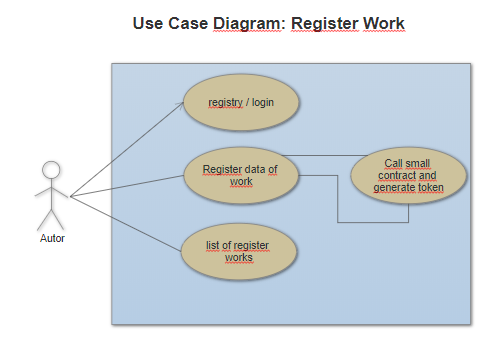 Use Case Diagram: Register Work
registry / login
Register data of
work
Call small
contract and
generate token
Autor
list of register
works